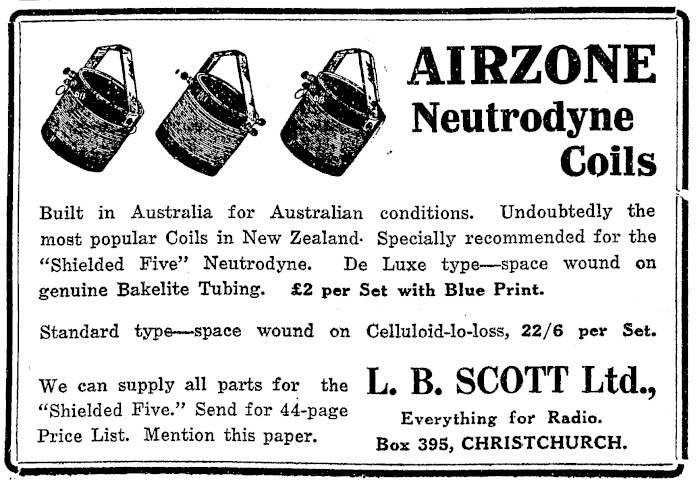 AIRZONE
Neutrodyne
Coils
Built in Australia for Australian conditions. Undoubtedly the
most popular Coils in New Zealand. Specially recommended for the
"Shielded Five" Neutrodyne. De Luxe type—space wound on
genuine Bakelite Tubing. £2 per Set with Blue Print.
Standard type—space wound on Celluloid-lo-loss, 22/6 per Set.
We can supply all parts for the
"Shielded Five." Send for 44-page
Price List. Mention this paper.
L. B. SCOTT Ltd.,
Everything for Radio.
Box 395, CHRISTCHURCH.